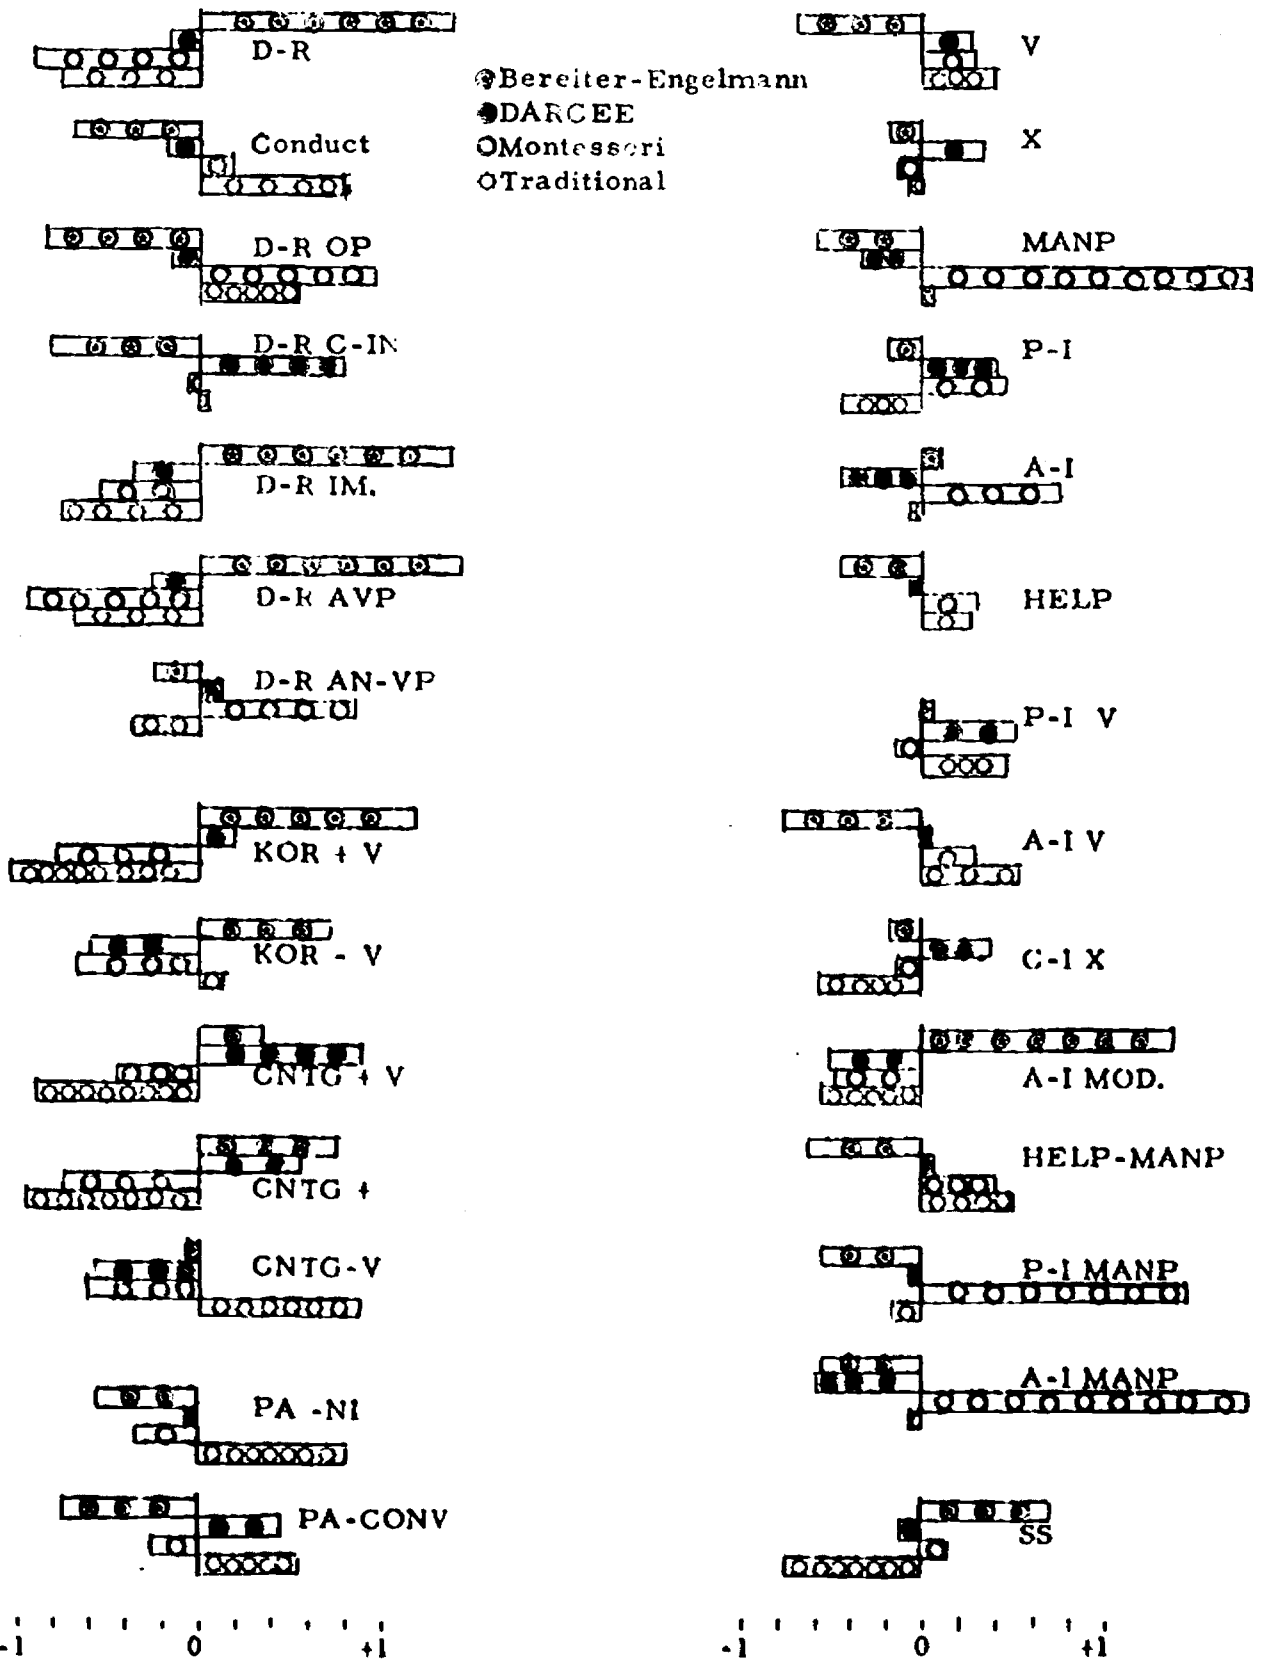 D-R
Bereiter-Engelmann
DARCEE
Montessori
Traditional
Conduct
D-R OP
D-R C-IN
D-R IM.
D-R AVP
D-R AN-VP
KOR + V
KOR - V
CNTG + V
CNTG +
CNTG-V
PA -NI
PA-CONV
-1 0 +1
V
X
MANP
P-I
A-I
HELP
P-I V
A-I V
C-I X
A-I MOD.
HELP-MANP
P-I MANP
A-I MANP
SS
-1 0 +1